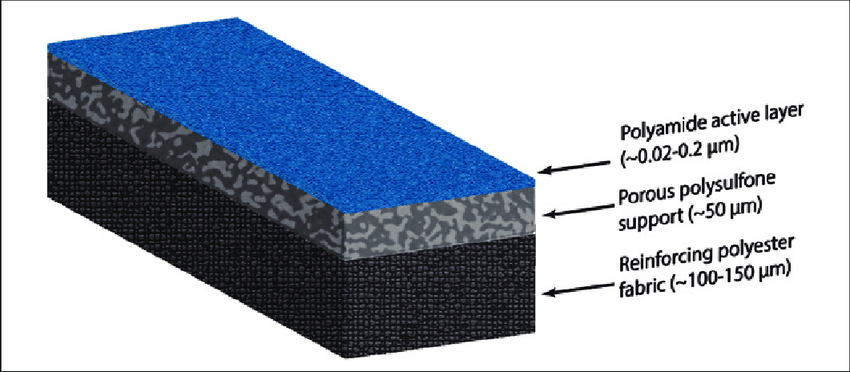 Polyamide active layer
(~0.02-0.2 µm)
Porous polysulfone
support (~50 µm)
Reinforcing polyester
fabric (~100-150 µm)